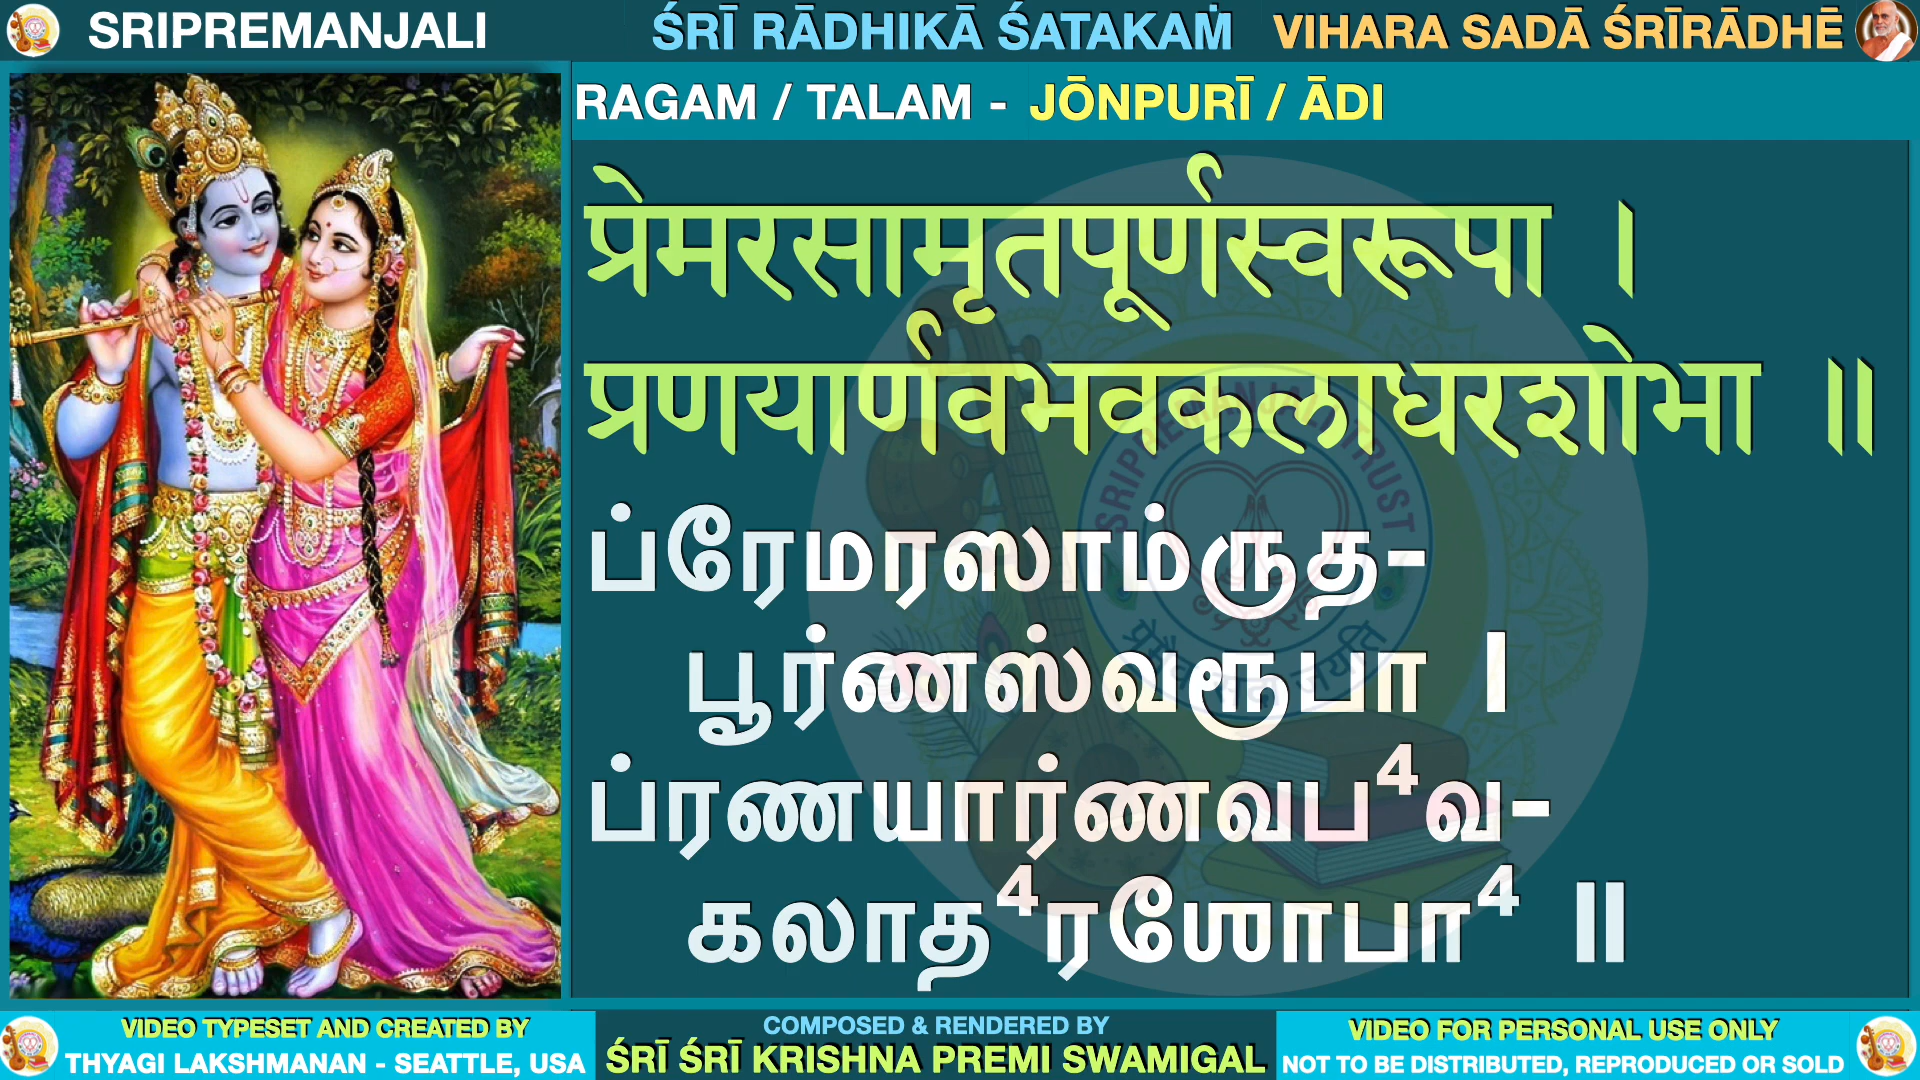 SRIPREMANJALI ŚRĪ RĀDHIKĀ ŚATAKAṀ VIHARA SADĀ ŚRĪRĀDHĒ
RAGAM / TALAM - JŌNPURĪ / ĀDI
प्रेमरसामृतपूर्णस्वरूपा ।
प्रणयार्णवभवकलाधरशोभा ॥
ப்ரேமரஸாம்ருத-
பூர்ணஸ்வரூபா ।
ப்ரணயார்ணவப⁴வ-
கலாத⁴ரஶோபா⁴ ॥
SRIPREMANJALI TRUST
VIDEO TYPESET AND CREATED BY
THYAGI LAKSHMANAN - SEATTLE, USA
COMPOSED & RENDERED BY
ŚRĪ ŚRĪ KRISHNA PREMI SWAMIGAL
VIDEO FOR PERSONAL USE ONLY
NOT TO BE DISTRIBUTED, REPRODUCED OR SOLD